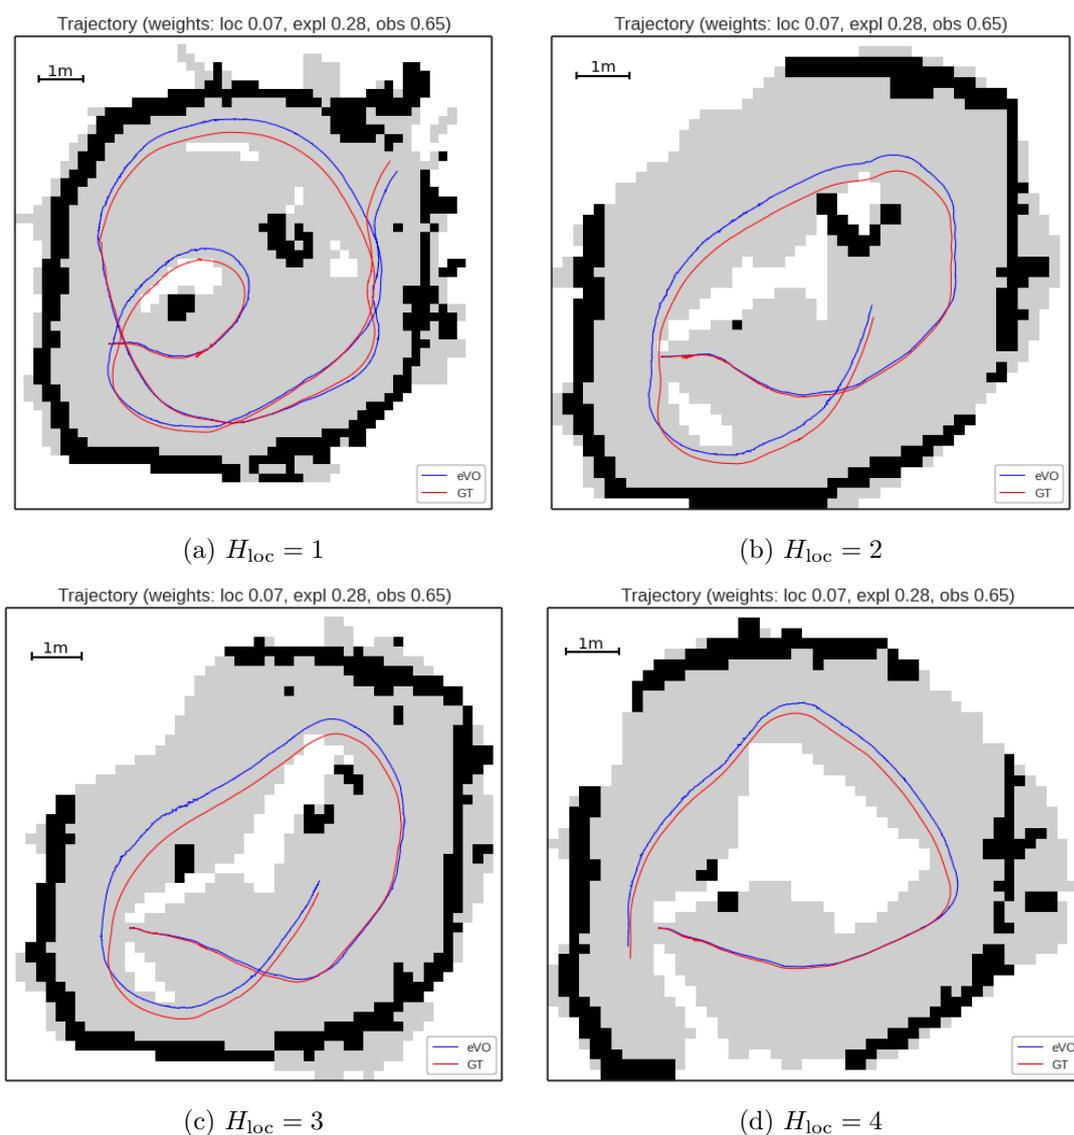 Trajectory (weights: loc 0.07, expl 0.28, obs 0.65)
1m
eVO
GT
(a) H_loc = 1
Trajectory (weights: loc 0.07, expl 0.28, obs 0.65)
1m
eVO
GT
(b) H_loc = 2
Trajectory (weights: loc 0.07, expl 0.28, obs 0.65)
1m
eVO
GT
(c) H_loc = 3
Trajectory (weights: loc 0.07, expl 0.28, obs 0.65)
1m
eVO
GT
(d) H_loc = 4